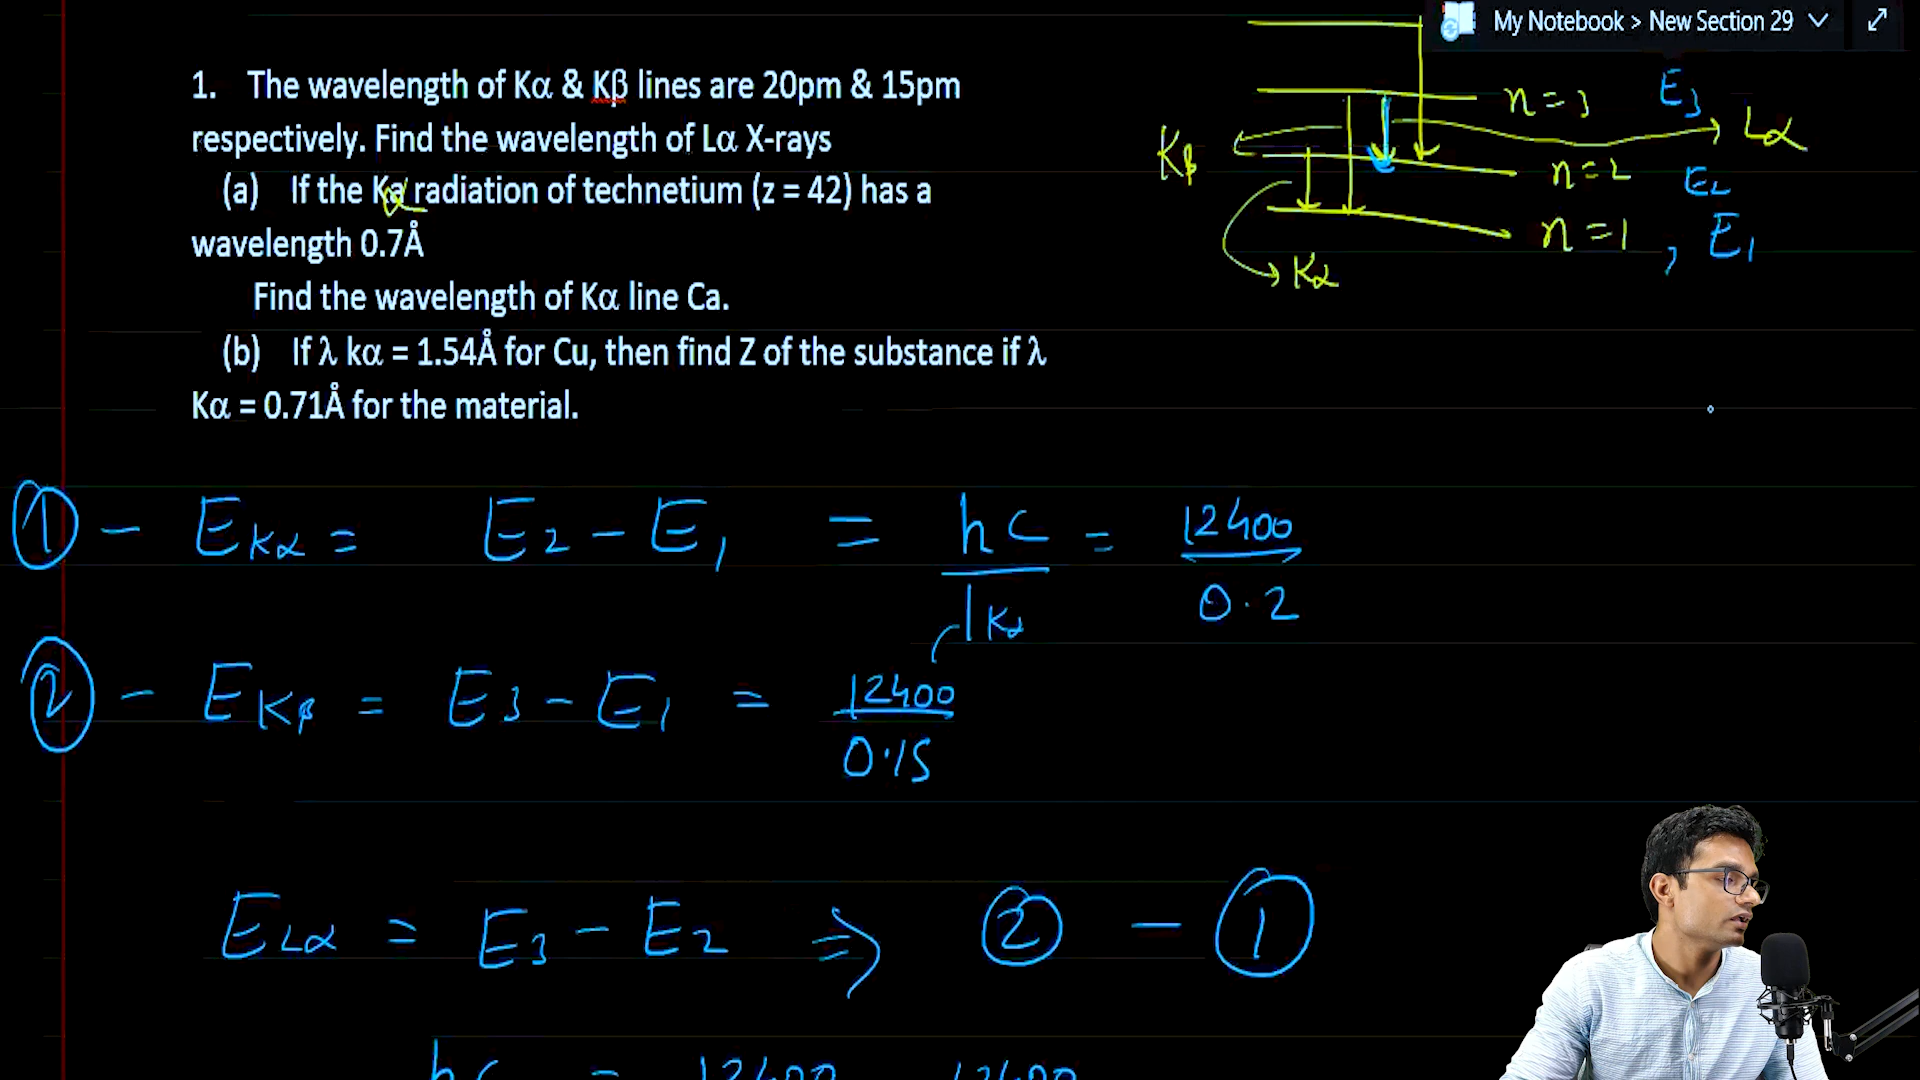 My Notebook > New Section 29
1. The wavelength of Kα & Kβ lines are 20pm & 15pm
respectively. Find the wavelength of Lα X-rays
(a) If the Ka radiation of technetium (z = 42) has a
α
wavelength 0.7Å
Find the wavelength of Kα line Ca.
(b) If λ kα = 1.54Å for Cu, then find Z of the substance if λ
Kα = 0.71Å for the material.
n=3 E3
Lα
Kβ
n=2 E2
n=1, E1
Kα
① - EKα = E2 - E1 = hc/λKα = 12400/0.2
② - EKβ = E3 - E1 = 12400/0.15
ELα = E3 - E2 ⇒ ② - ①
hc = 12400 12400